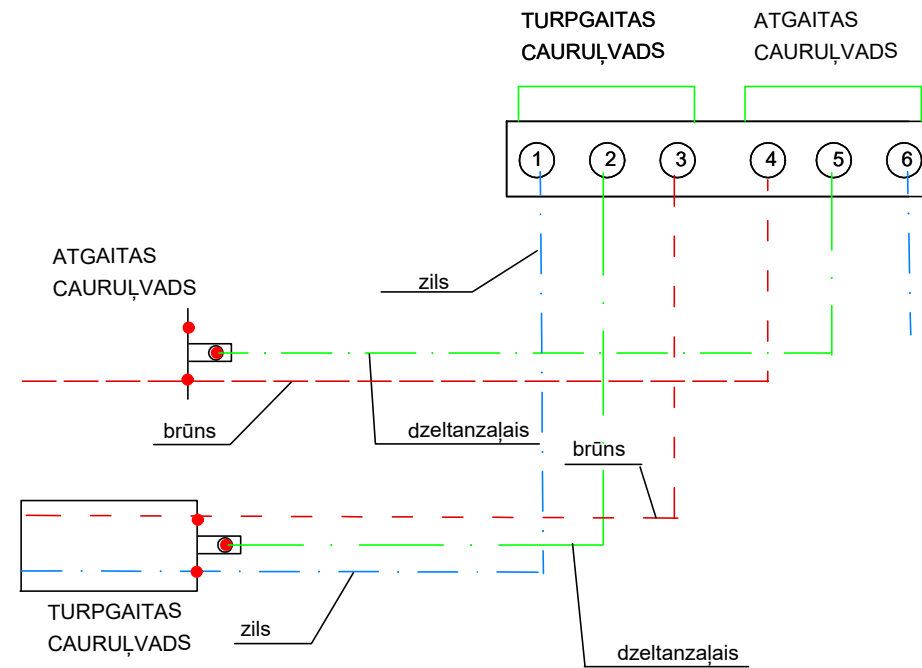 TURPGAITAS
CAURUĻVADS
ATGAITAS
CAURUĻVADS
1 2 3 4 5 6
ATGAITAS
CAURUĻVADS
zils
brūns
dzeltanzaļais
brūns
TURPGAITAS
CAURUĻVADS
zils
dzeltanzaļais